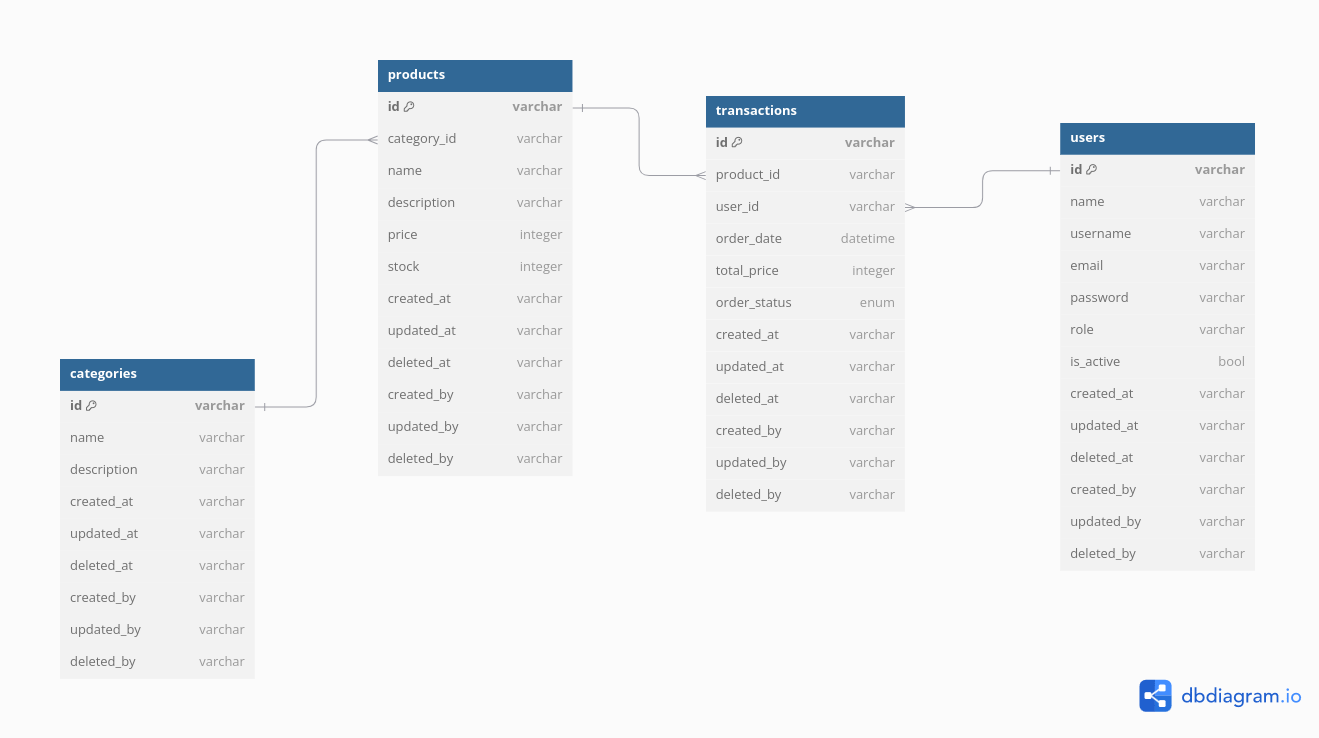 products
id varchar
category_id varchar
name varchar
description varchar
price integer
stock integer
created_at varchar
updated_at varchar
deleted_at varchar
created_by varchar
updated_by varchar
deleted_by varchar
transactions
id varchar
product_id varchar
user_id varchar
order_date datetime
total_price integer
order_status enum
created_at varchar
updated_at varchar
deleted_at varchar
created_by varchar
updated_by varchar
deleted_by varchar
users
id varchar
name varchar
username varchar
email varchar
password varchar
role varchar
is_active bool
created_at varchar
updated_at varchar
deleted_at varchar
created_by varchar
updated_by varchar
deleted_by varchar
categories
id varchar
name varchar
description varchar
created_at varchar
updated_at varchar
deleted_at varchar
created_by varchar
updated_by varchar
deleted_by varchar
dbdiagram.io